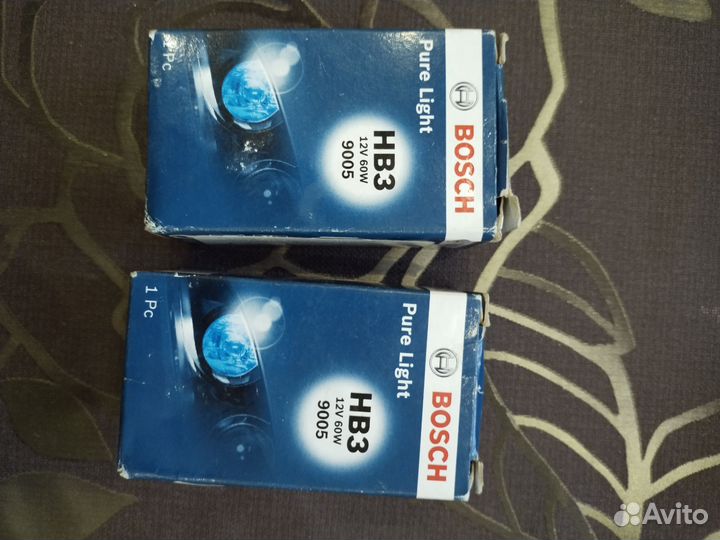 BOSCH
Pure Light
HB3
12V 60W
9005
1 Pc
BOSCH
Pure Light
HB3
12V 60W
9005
1 Pc
Avito